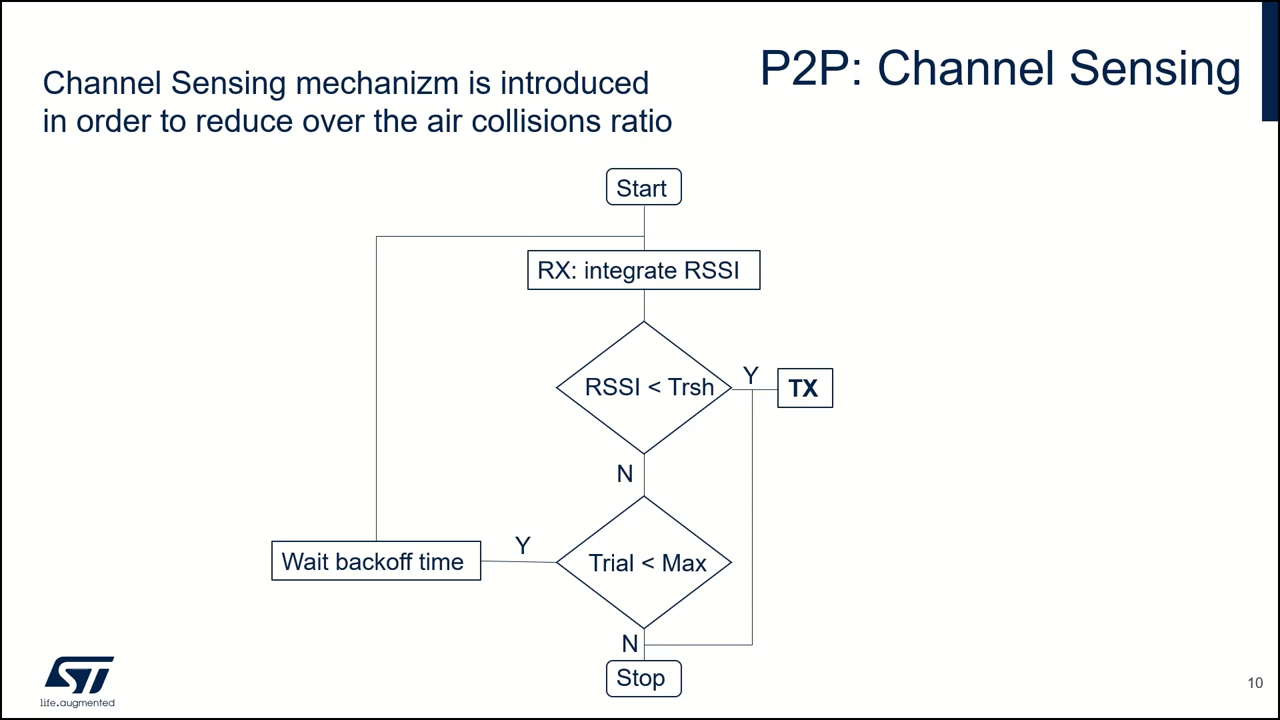 P2P: Channel Sensing
Channel Sensing mechanizm is introduced
in order to reduce over the air collisions ratio
Start
RX: integrate RSSI
RSSI < Trsh
Y
TX
N
Trial < Max
Y
Wait backoff time
N
Stop
ST
life.augmented
10